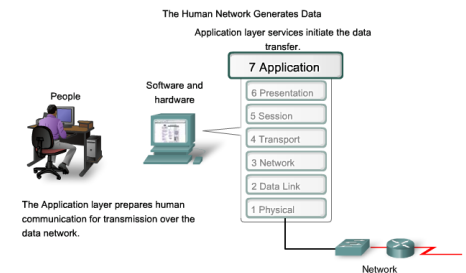 The Human Network Generates Data
Application layer services initiate the data
transfer.
7 Application
People
Software and
hardware
6 Presentation
5 Session
4 Transport
3 Network
2 Data Link
1 Physical
The Application layer prepares human
communication for transmission over the
data network.
Network